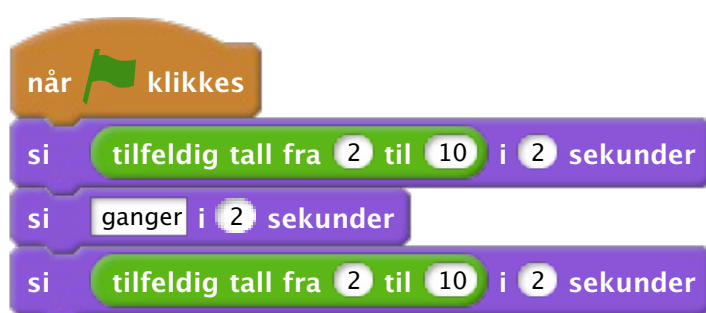 når klikkes
si tilfeldig tall fra 2 til 10 i 2 sekunder
si ganger i 2 sekunder
si tilfeldig tall fra 2 til 10 i 2 sekunder